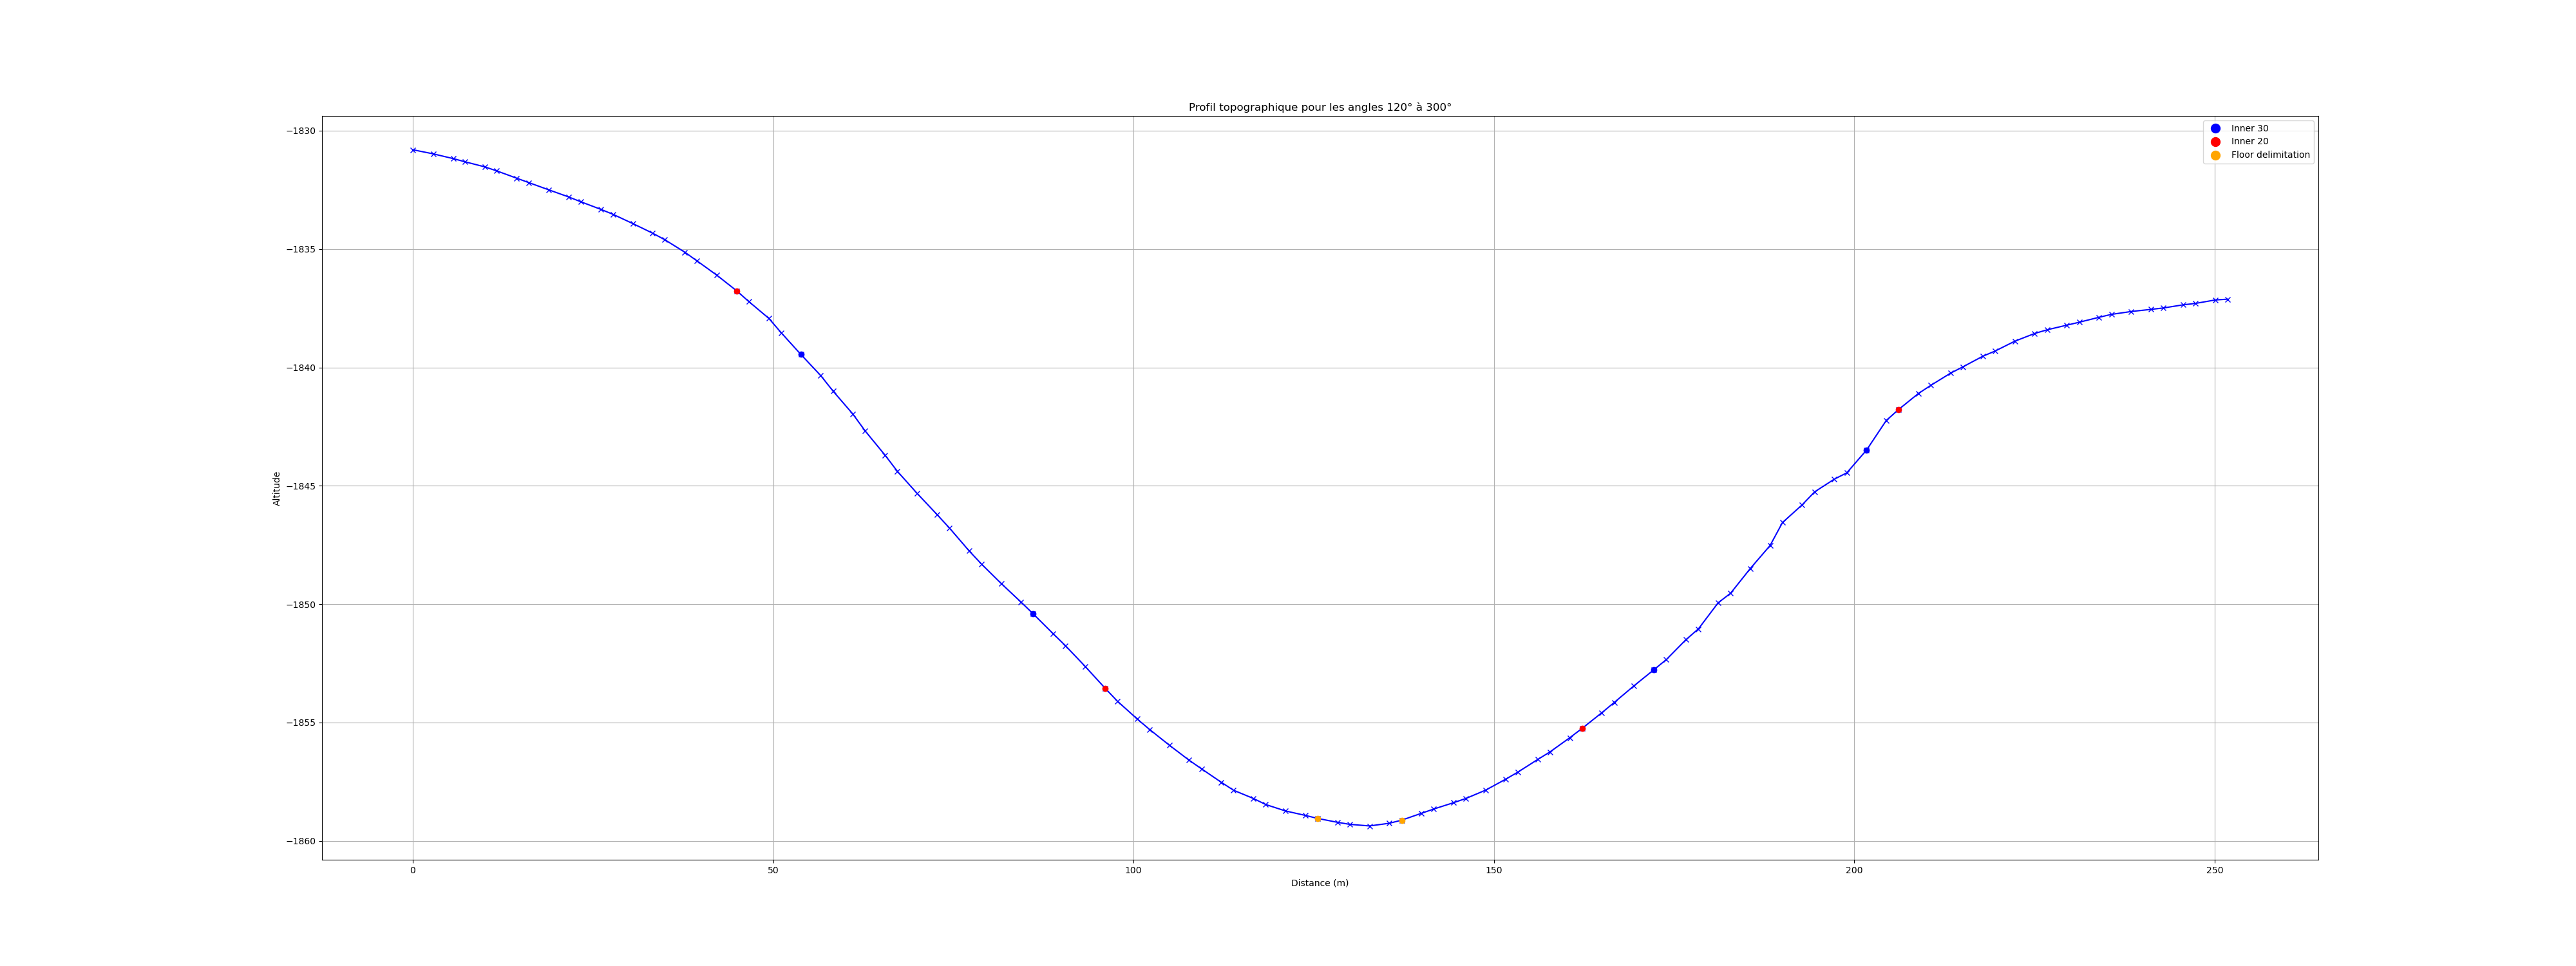 Profil topographique pour les angles 120° à 300°
Inner 30
Inner 20
Floor delimitation
Altitude
−1830
−1835
−1840
−1845
−1850
−1855
−1860
0
50
100
150
200
250
Distance (m)